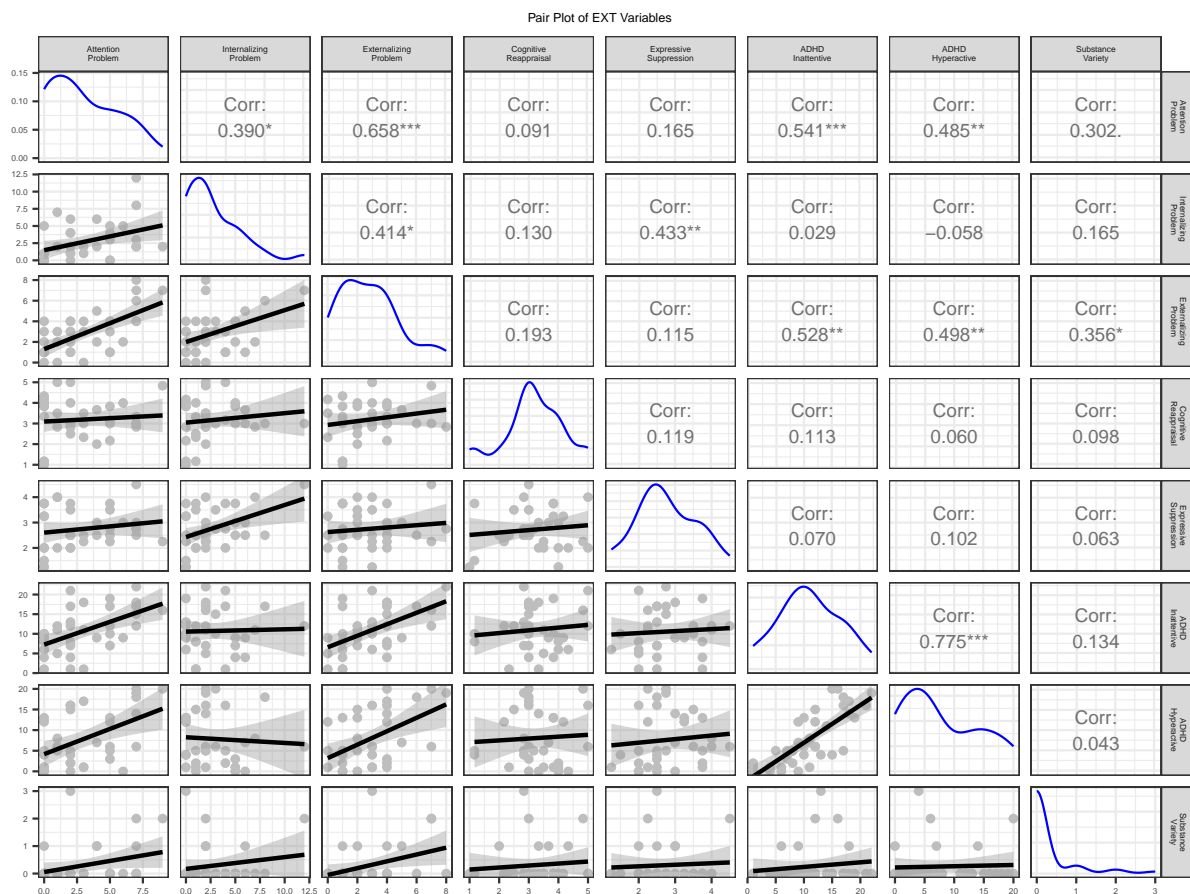 Pair Plot of EXT Variables
Attention
Problem
Internalizing
Problem
Externalizing
Problem
Cognitive
Reappraisal
Expressive
Suppression
ADHD
Inattentive
ADHD
Hyperactive
Substance
Variety
0.15
0.10
0.05
0.00
Corr:
0.390*
Corr:
0.658***
Corr:
0.091
Corr:
0.165
Corr:
0.541***
Corr:
0.485**
Corr:
0.302.
Attention
Problem
12.5
10.0
7.5
5.0
2.5
0.0
Corr:
0.414*
Corr:
0.130
Corr:
0.433**
Corr:
0.029
Corr:
−0.058
Corr:
0.165
Internalizing
Problem
8
6
4
2
0
Corr:
0.193
Corr:
0.115
Corr:
0.528**
Corr:
0.498**
Corr:
0.356*
Externalizing
Problem
5
4
3
2
1
Corr:
0.119
Corr:
0.113
Corr:
0.060
Corr:
0.098
Cognitive
Reappraisal
4
3
2
Corr:
0.070
Corr:
0.102
Corr:
0.063
Expressive
Suppression
20
15
10
5
0
Corr:
0.775***
Corr:
0.134
ADHD
Inattentive
20
15
10
5
0
Corr:
0.043
ADHD
Hyperactive
3
2
1
0
Substance
Variety
0.0 2.5 5.0 7.5
0.0 2.5 5.0 7.5 10.0 12.5
0 2 4 6 8
1 2 3 4 5
2 3 4
0 5 10 15 20
0 5 10 15 20
0 1 2 3